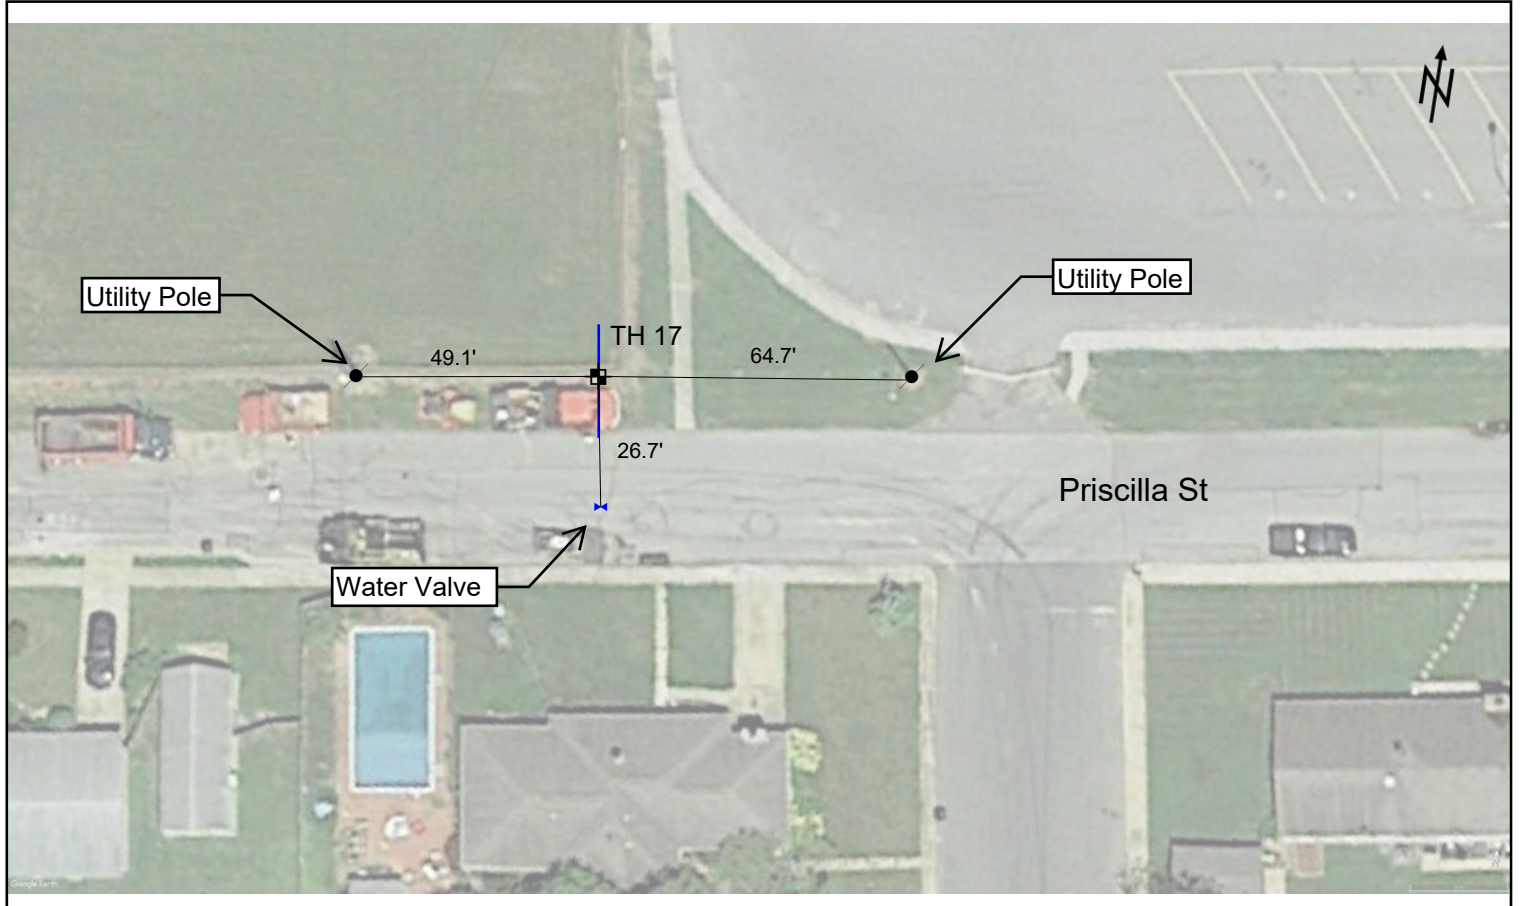 N
Utility Pole
Utility Pole
TH 17
49.1'
64.7'
26.7'
Priscilla St
Water Valve
Google Earth